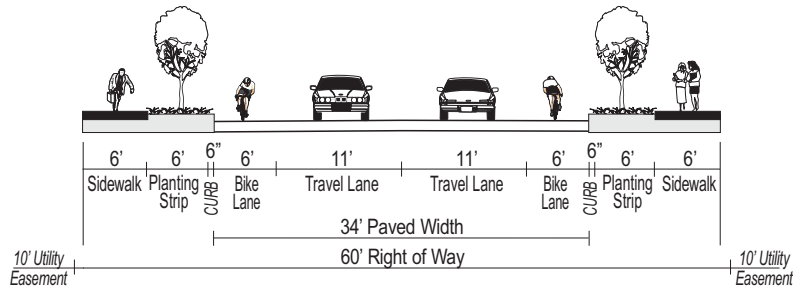 6’ 6’ 6” 6’ 11’ 11’ 6’ 6” 6’ 6’
Sidewalk Planting Strip CURB Bike Lane Travel Lane Travel Lane Bike Lane CURB Planting Strip Sidewalk
34’ Paved Width
60’ Right of Way
10’ Utility Easement
10’ Utility Easement